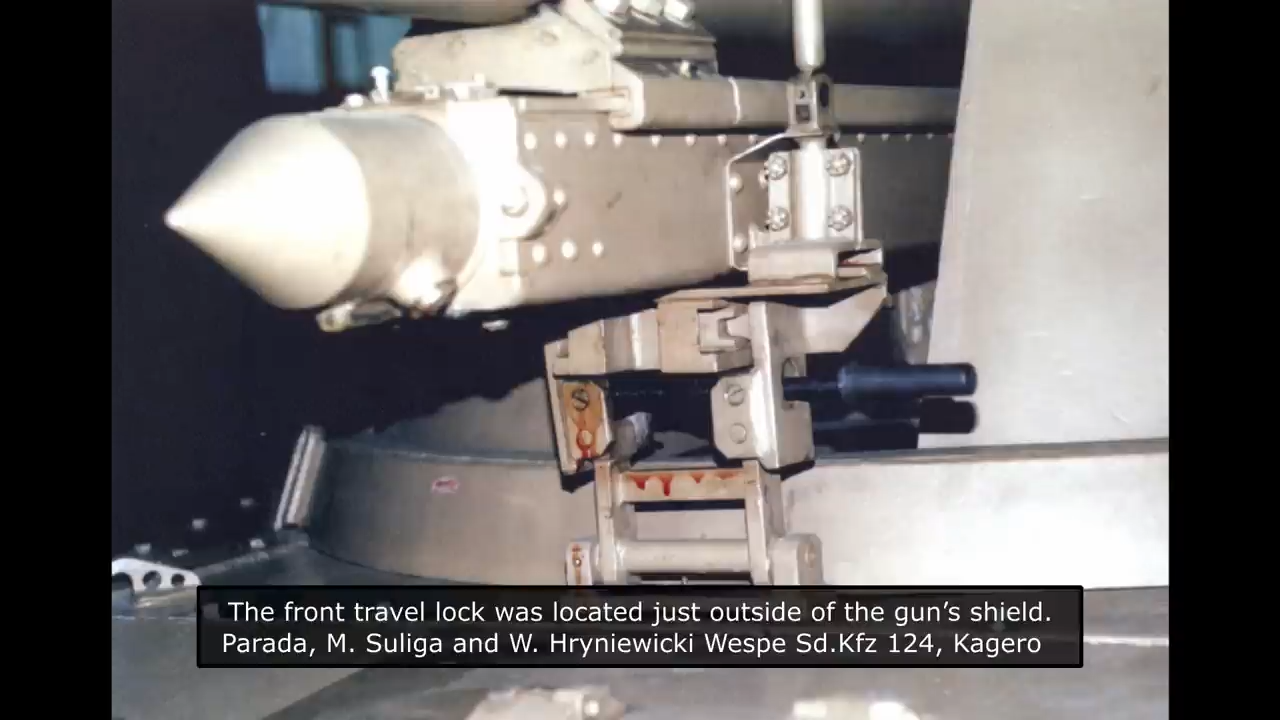 The front travel lock was located just outside of the gun’s shield.
Parada, M. Suliga and W. Hryniewicki Wespe Sd.Kfz 124, Kagero